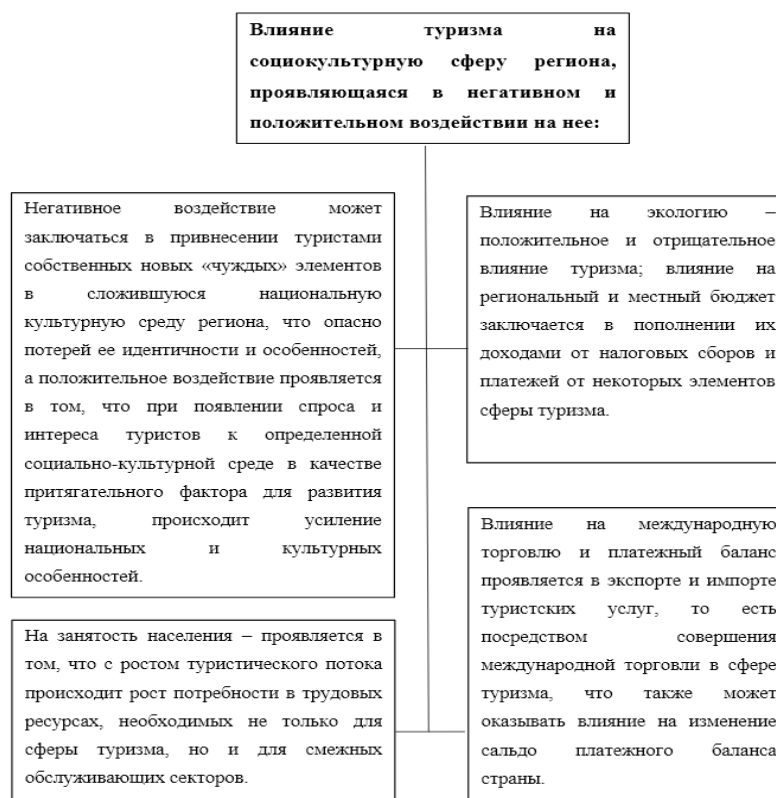 Влияние туризма на
социокультурную сферу региона,
проявляющаяся в негативном и
положительном воздействии на нее:
Негативное воздействие может
заключаться в привнесении туристами
собственных новых «чуждых» элементов
в сложившуюся национальную
культурную среду региона, что опасно
потерей ее идентичности и особенностей,
а положительное воздействие проявляется
в том, что при появлении спроса и
интереса туристов к определенной
социально-культурной среде в качестве
притягательного фактора для развития
туризма, происходит усиление
национальных и культурных
особенностей.
Влияние на экологию –
положительное и отрицательное
влияние туризма; влияние на
региональный и местный бюджет
заключается в пополнении их
доходами от налоговых сборов и
платежей от некоторых элементов
сферы туризма.
На занятость населения – проявляется в
том, что с ростом туристического потока
происходит рост потребности в трудовых
ресурсах, необходимых не только для
сферы туризма, но и для смежных
обслуживающих секторов.
Влияние на международную
торговлю и платежный баланс
проявляется в экспорте и импорте
туристских услуг, то есть
посредством совершения
международной торговли в сфере
туризма, что также может
оказывать влияние на изменение
сальдо платежного баланса
страны.